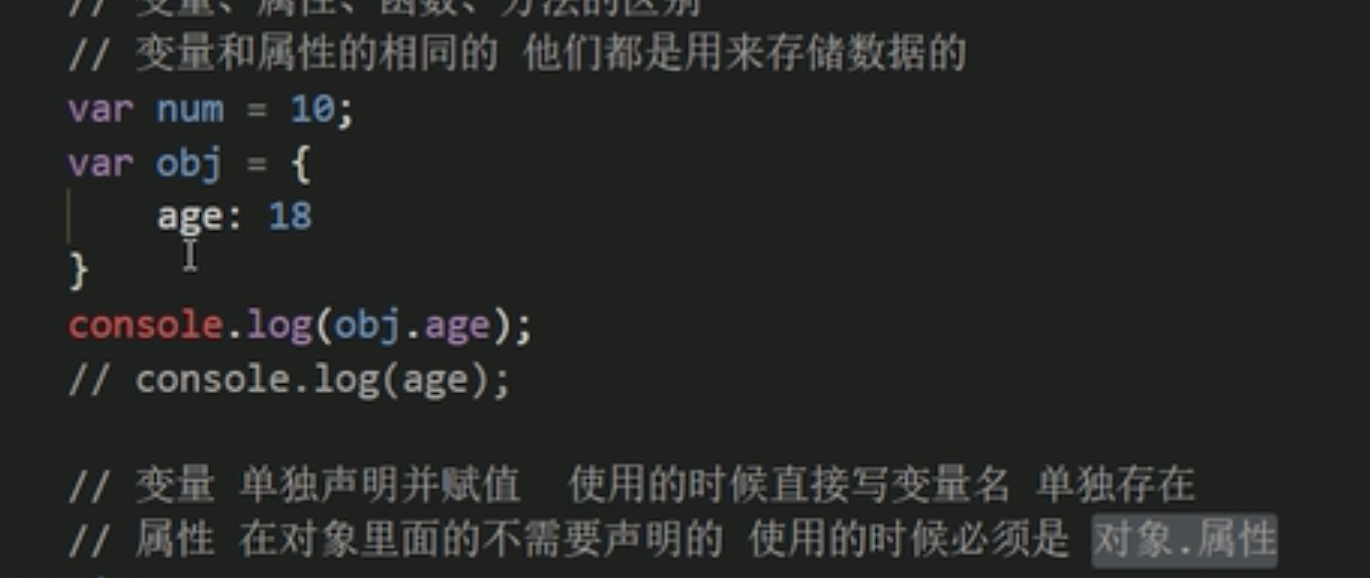 // 变量、属性、函数、方法的区别
// 变量和属性的相同的 他们都是用来存储数据的
var num = 10;
var obj = {
age: 18
}
console.log(obj.age);
// console.log(age);
// 变量 单独声明并赋值 使用的时候直接写变量名 单独存在
// 属性 在对象里面的不需要声明的 使用的时候必须是 对象.属性